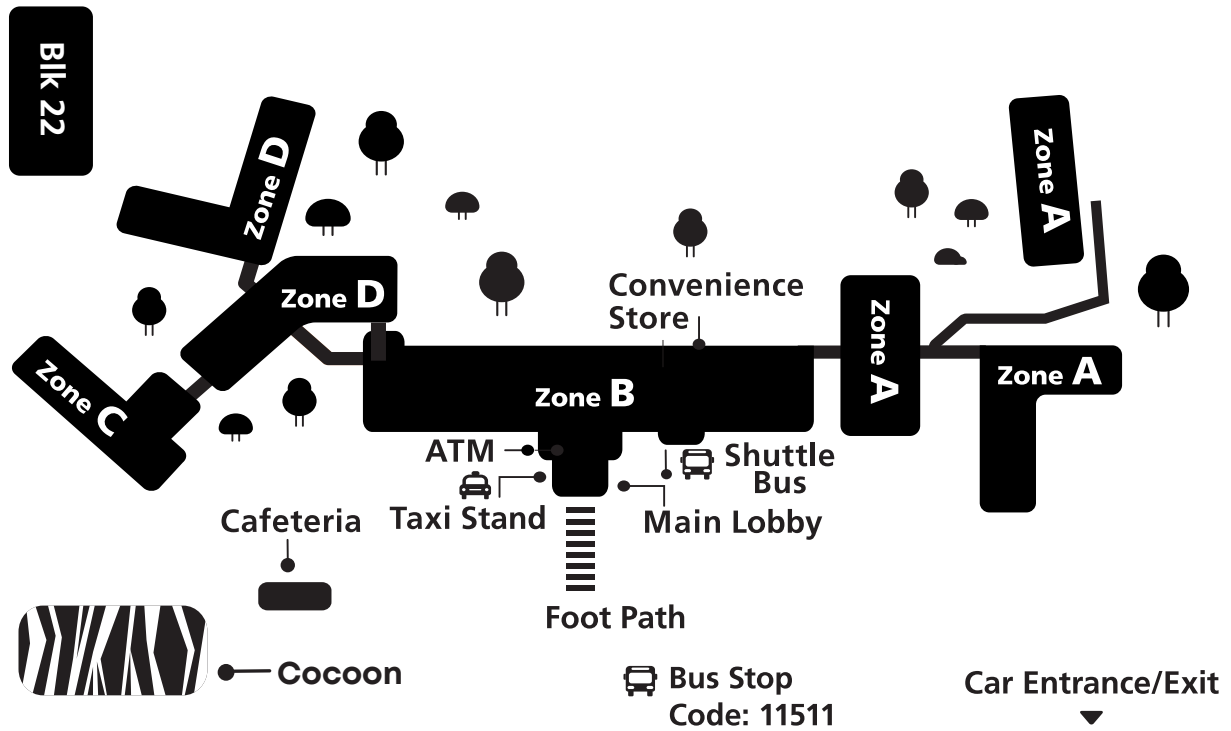 Blk 22
Zone D
Zone A
Zone D
Convenience
Store
Zone A
Zone A
Zone C
Zone B
ATM
Shuttle
Bus
Taxi Stand
Main Lobby
Cafeteria
Foot Path
Cocoon
Bus Stop
Code: 11511
Car Entrance/Exit